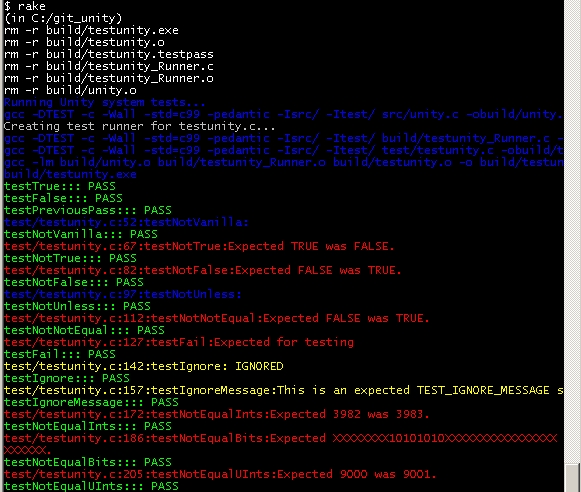 $ rake
(in C:/git_unity)
rm -r build/testunity.exe
rm -r build/testunity.o
rm -r build/testunity.testpass
rm -r build/testunity_Runner.c
rm -r build/testunity_Runner.o
rm -r build/unity.o
Running Unity system tests...
gcc -DTEST -c -Wall -std=c99 -pedantic -Isrc/ -Itest/ src/unity.c -obuild/unity.
Creating test runner for testunity.c...
gcc -DTEST -c -Wall -std=c99 -pedantic -Isrc/ -Itest/ build/testunity_Runner.c -
gcc -DTEST -c -Wall -std=c99 -pedantic -Isrc/ -Itest/ test/testunity.c -obuild/t
gcc -lm build/unity.o build/testunity_Runner.o build/testunity.o -o build/testun
build/testunity.exe
testTrue::: PASS
testFalse::: PASS
testPreviousPass::: PASS
test/testunity.c:52:testNotVanilla:
testNotVanilla::: PASS
test/testunity.c:67:testNotTrue:Expected TRUE was FALSE.
testNotTrue::: PASS
test/testunity.c:82:testNotFalse:Expected FALSE was TRUE.
testNotFalse::: PASS
test/testunity.c:97:testNotUnless:
testNotUnless::: PASS
test/testunity.c:112:testNotNotEqual:Expected FALSE was TRUE.
testNotNotEqual::: PASS
test/testunity.c:127:testFail:Expected for testing
testFail::: PASS
test/testunity.c:142:testIgnore: IGNORED
testIgnore::: PASS
test/testunity.c:157:testIgnoreMessage:This is an expected TEST_IGNORE_MESSAGE s
testIgnoreMessage::: PASS
test/testunity.c:172:testNotEqualInts:Expected 3982 was 3983.
testNotEqualInts::: PASS
test/testunity.c:186:testNotEqualBits:Expected XXXXXXXX10101010XXXXXXXXXXXXXXXX
XXXXXX.
testNotEqualBits::: PASS
test/testunity.c:205:testNotEqualUInts:Expected 9000 was 9001.
testNotEqualUInts::: PASS